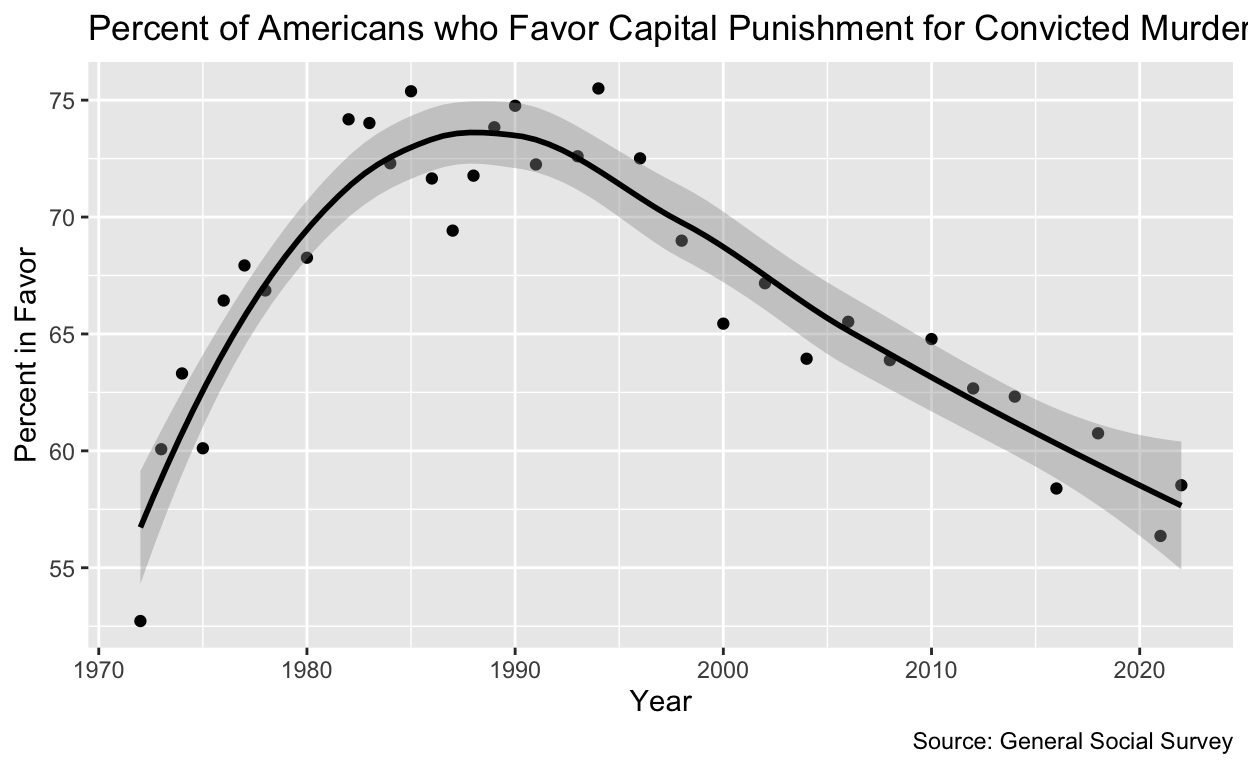 Percent of Americans who Favor Capital Punishment for Convicted Murder
Percent in Favor
75
70
65
60
55
1970 1980 1990 2000 2010 2020
Year
Source: General Social Survey